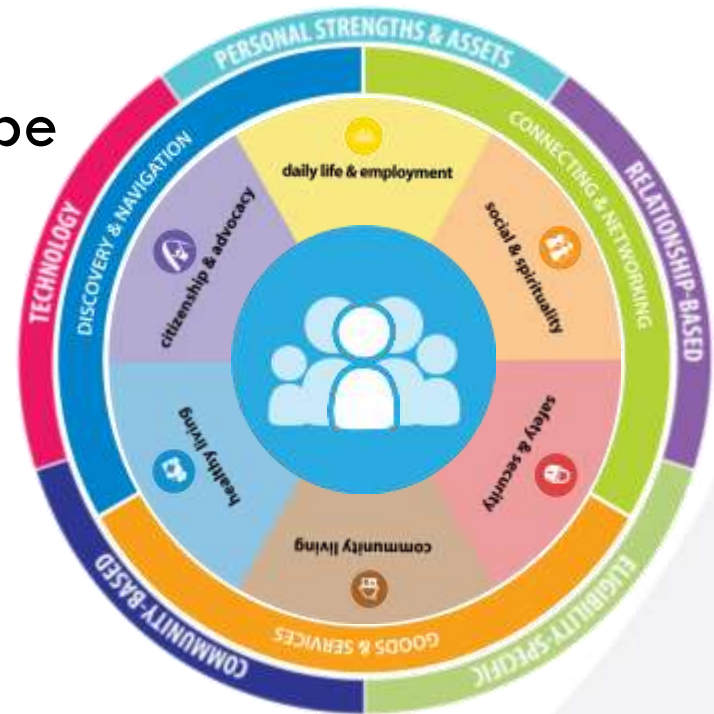 be
PERSONAL STRENGTHS & ASSETS
RELATIONSHIP-BASED
ELIGIBILITY-SPECIFIC
COMMUNITY-BASED
TECHNOLOGY
DISCOVERY & NAVIGATION
CONNECTING & NETWORKING
GOODS & SERVICES
daily life & employment
social & spirituality
safety & security
community living
healthy living
citizenship & advocacy